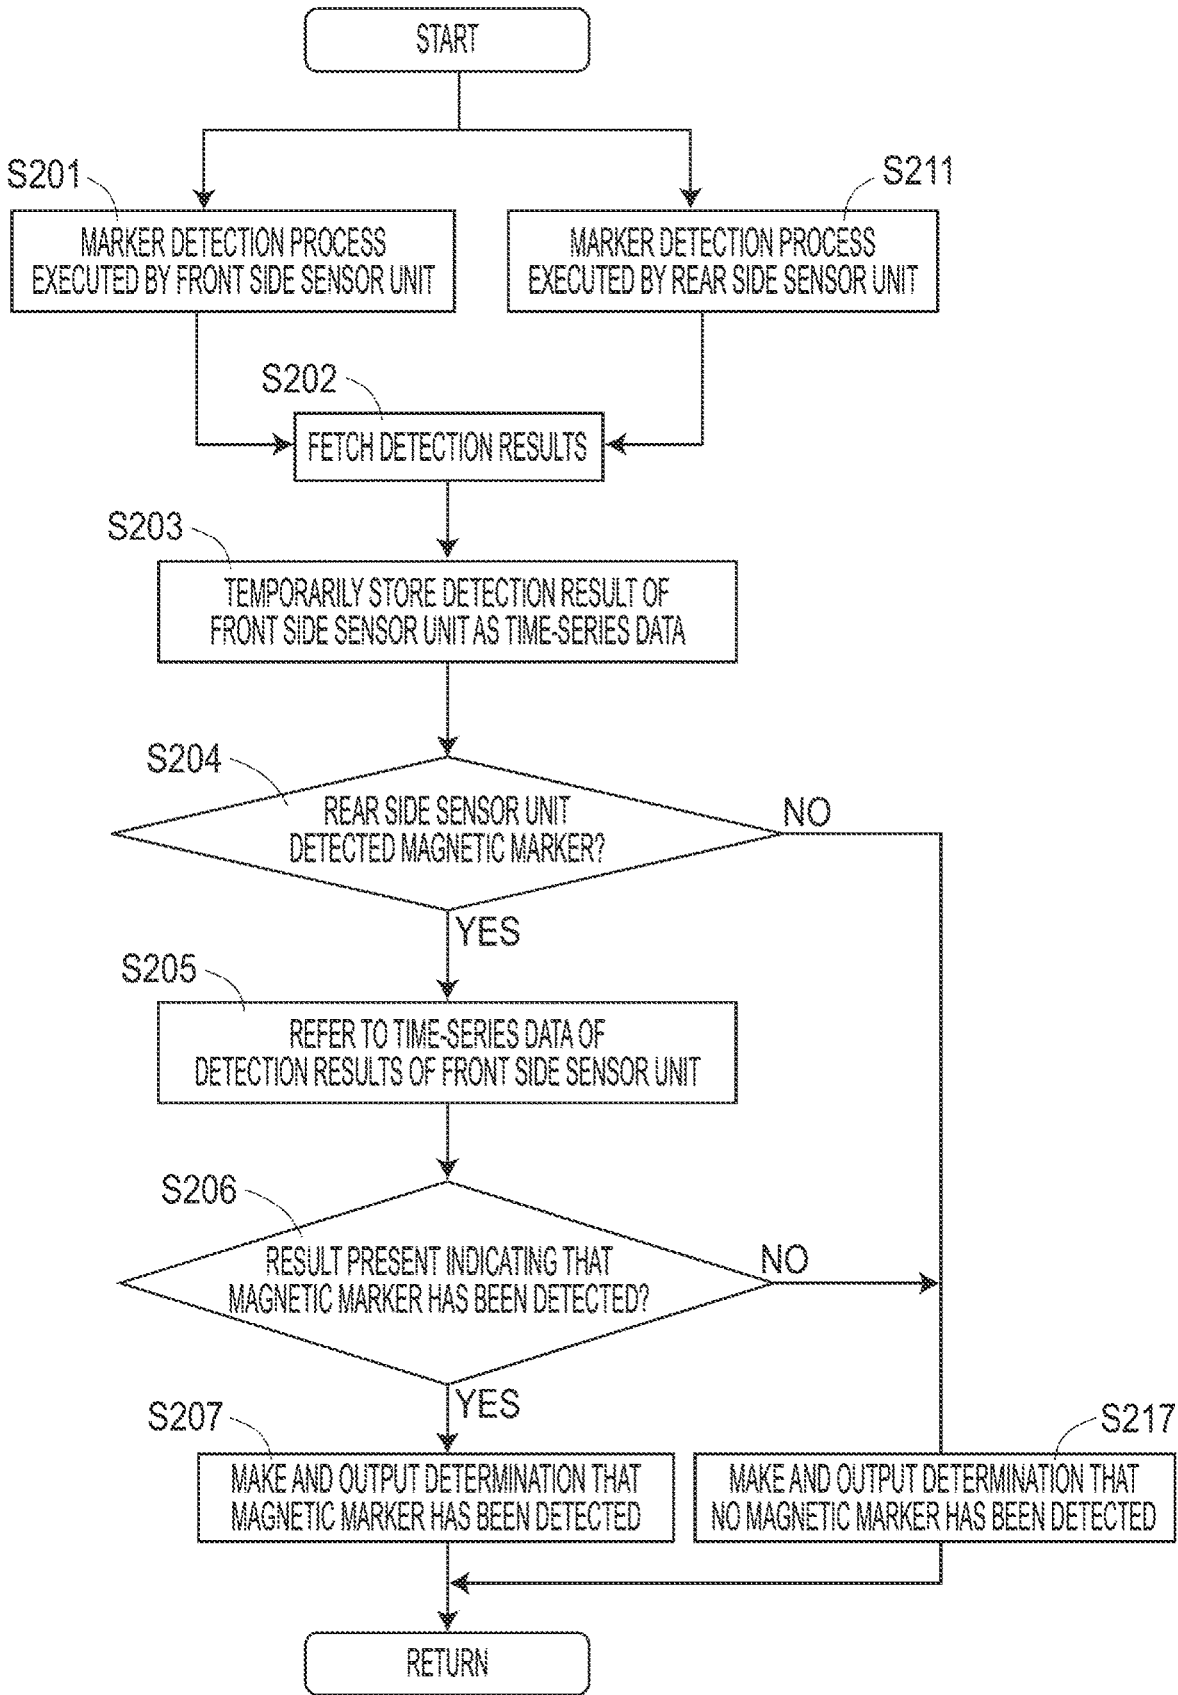 START
S201
S211
MARKER DETECTION PROCESS
EXECUTED BY FRONT SIDE SENSOR UNIT
MARKER DETECTION PROCESS
EXECUTED BY REAR SIDE SENSOR UNIT
S202
FETCH DETECTION RESULTS
S203
TEMPORARILY STORE DETECTION RESULT OF
FRONT SIDE SENSOR UNIT AS TIME-SERIES DATA
S204
REAR SIDE SENSOR UNIT
DETECTED MAGNETIC MARKER?
NO
YES
S205
REFER TO TIME-SERIES DATA OF
DETECTION RESULTS OF FRONT SIDE SENSOR UNIT
S206
RESULT PRESENT INDICATING THAT
MAGNETIC MARKER HAS BEEN DETECTED?
NO
YES
S207
S217
MAKE AND OUTPUT DETERMINATION THAT
MAGNETIC MARKER HAS BEEN DETECTED
MAKE AND OUTPUT DETERMINATION THAT
NO MAGNETIC MARKER HAS BEEN DETECTED
RETURN